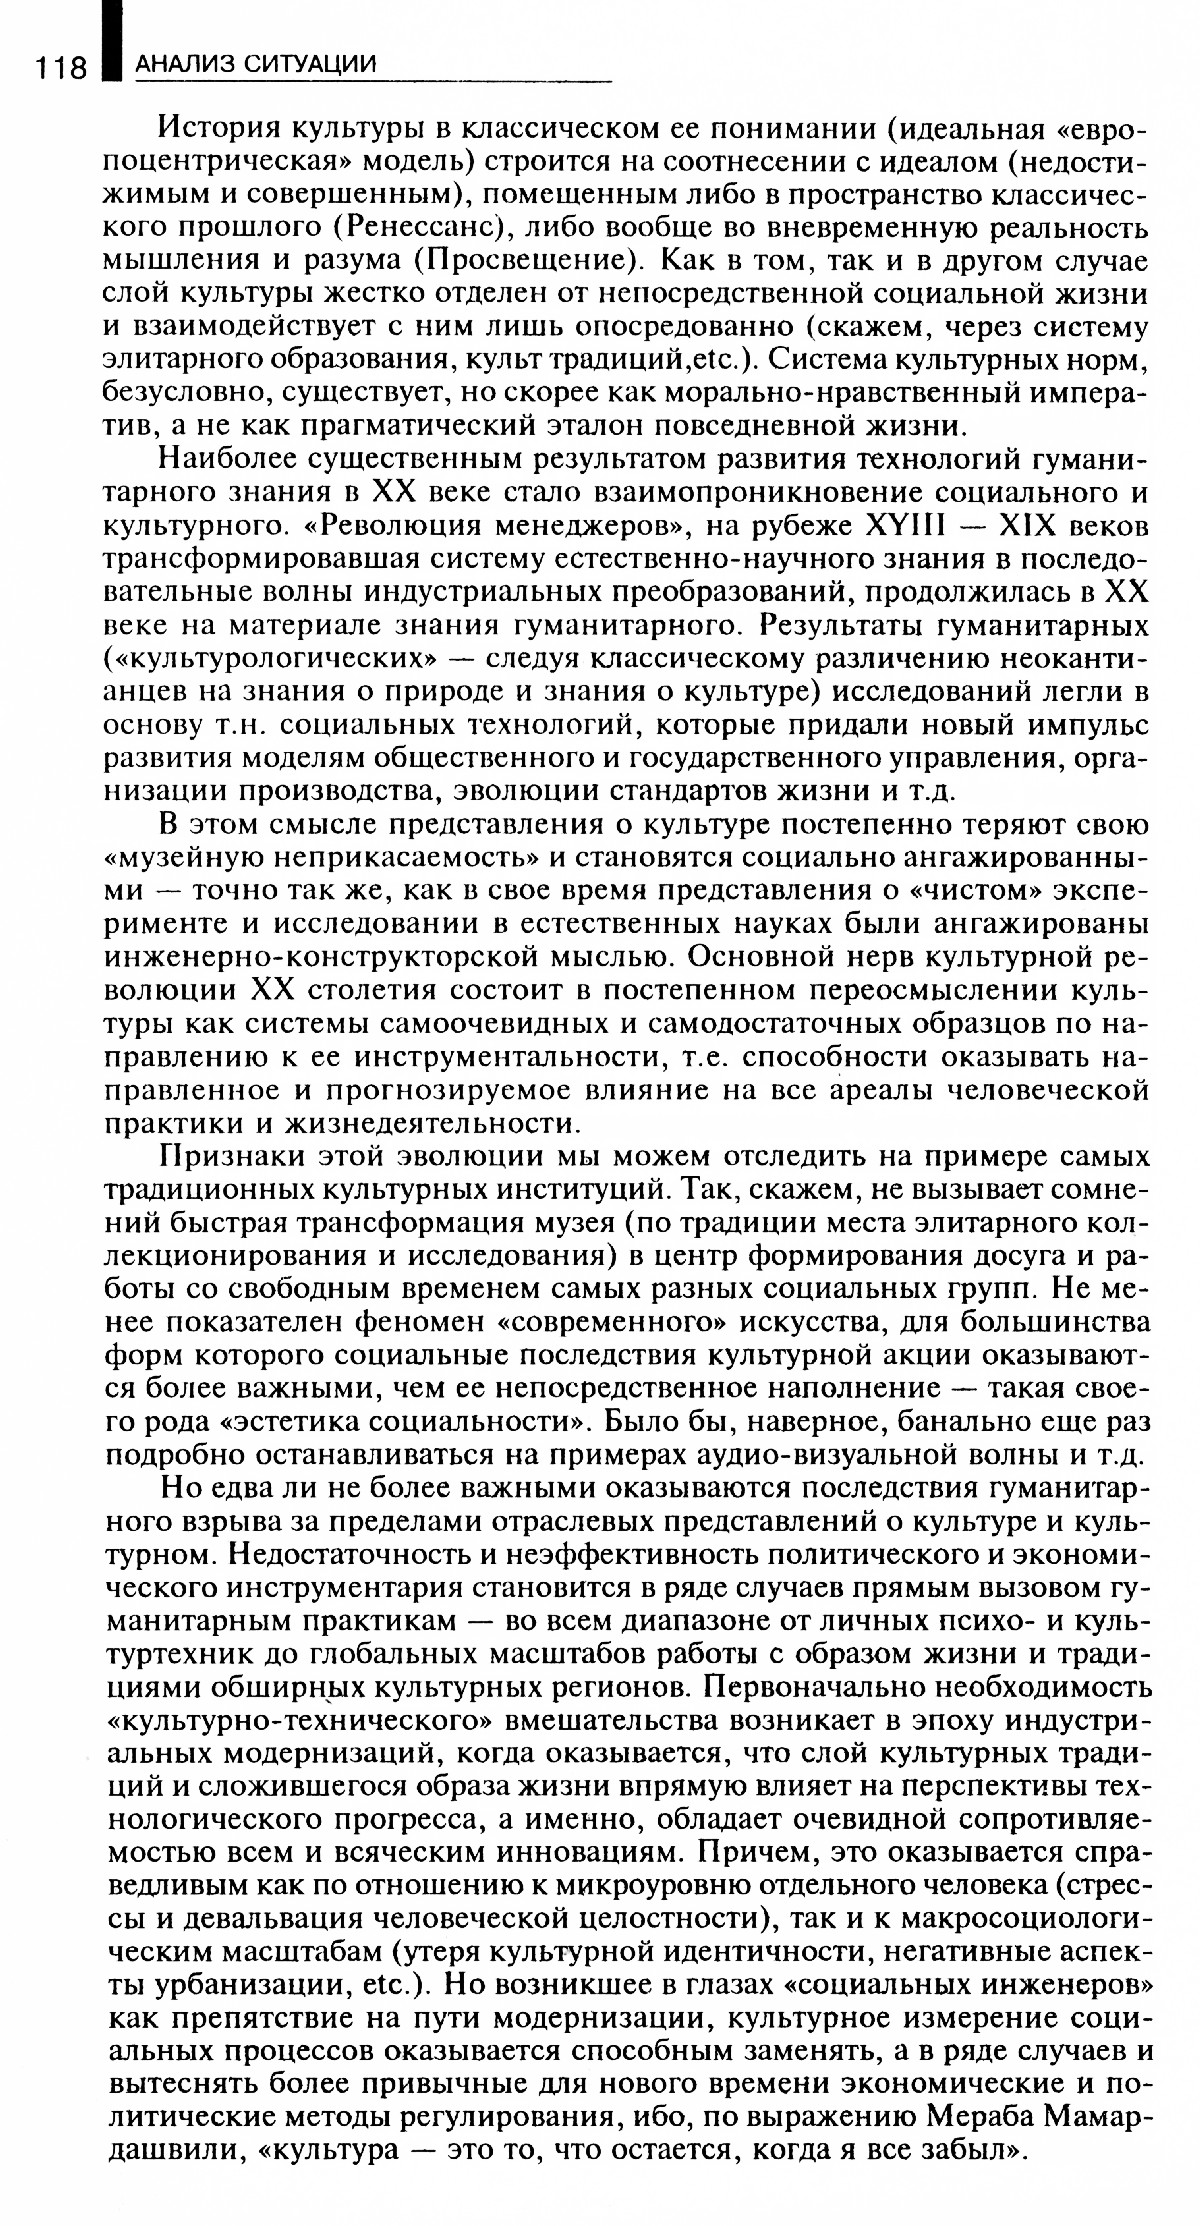 118 АНАЛИЗ СИТУАЦИИ
История культуры в классическом ее понимании (идеальная «евро-
поцентрическая» модель) строится на соотнесении с идеалом (недости-
жимым и совершенным), помещенным либо в пространство классичес-
кого прошлого (Ренессанс), либо вообще во вневременную реальность
мышления и разума (Просвещение). Как в том, так и в другом случае
слой культуры жестко отделен от непосредственной социальной жизни
и взаимодействует с ним лишь опосредованно (скажем, через систему
элитарного образования, культ традиций,etc.). Система культурных норм,
безусловно, существует, но скорее как морально-нравственный импера-
тив, а не как прагматический эталон повседневной жизни.
Наиболее существенным результатом развития технологий гумани-
тарного знания в XX веке стало взаимопроникновение социального и
культурного. «Революция менеджеров», на рубеже XYIII — XIX веков
трансформировавшая систему естественно-научного знания в последо-
вательные волны индустриальных преобразований, продолжилась в XX
веке на материале знания гуманитарного. Результаты гуманитарных
(«культурологических» — следуя классическому различению неоканти-
анцев на знания о природе и знания о культуре) исследований легли в
основу т.н. социальных технологий, которые придали новый импульс
развития моделям общественного и государственного управления, орга-
низации производства, эволюции стандартов жизни и т.д.
В этом смысле представления о культуре постепенно теряют свою
«музейную неприкасаемость» и становятся социально ангажированны-
ми — точно так же, как в свое время представления о «чистом» экспе-
рименте и исследовании в естественных науках были ангажированы
инженерно-конструкторской мыслью. Основной нерв культурной ре-
волюции XX столетия состоит в постепенном переосмыслении куль-
туры как системы самоочевидных и самодостаточных образцов по на-
правлению к ее инструментальности, т.е. способности оказывать на-
правленное и прогнозируемое влияние на все ареалы человеческой
практики и жизнедеятельности.
Признаки этой эволюции мы можем отследить на примере самых
традиционных культурных институций. Так, скажем, не вызывает сомне-
ний быстрая трансформация музея (по традиции места элитарного кол-
лекционирования и исследования) в центр формирования досуга и ра-
боты со свободным временем самых разных социальных групп. Не ме-
нее показателен феномен «современного» искусства, для большинства
форм которого социальные последствия культурной акции оказывают-
ся более важными, чем ее непосредственное наполнение — такая свое-
го рода «эстетика социальности». Было бы, наверное, банально еще раз
подробно останавливаться на примерах аудио-визуальной волны и т.д.
Но едва ли не более важными оказываются последствия гуманитар-
ного взрыва за пределами отраслевых представлений о культуре и куль-
турном. Недостаточность и неэффективность политического и экономи-
ческого инструментария становится в ряде случаев прямым вызовом гу-
манитарным практикам — во всем диапазоне от личных психо- и куль-
туртехник до глобальных масштабов работы с образом жизни и тради-
циями обширных культурных регионов. Первоначально необходимость
«культурно-технического» вмешательства возникает в эпоху индустри-
альных модернизаций, когда оказывается, что слой культурных тради-
ций и сложившегося образа жизни впрямую влияет на перспективы тех-
нологического прогресса, а именно, обладает очевидной сопротивляе-
мостью всем и всяческим инновациям. Причем, это оказывается спра-
ведливым как по отношению к микроуровню отдельного человека (стрес-
сы и девальвация человеческой целостности), так и к макросоциологи-
ческим масштабам (утеря культурной идентичности, негативные аспек-
ты урбанизации, etc.). Но возникшее в глазах «социальных инженеров»
как препятствие на пути модернизации, культурное измерение соци-
альных процессов оказывается способным заменять, а в ряде случаев и
вытеснять более привычные для нового времени экономические и по-
литические методы регулирования, ибо, по выражению Мераба Мамар-
дашвили, «культура — это то, что остается, когда я все забыл».